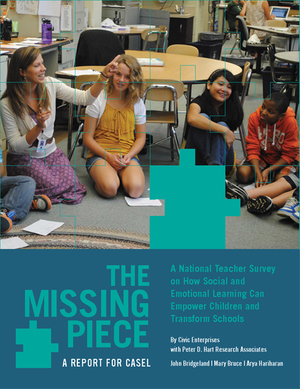 THE
MISSING
PIECE
A REPORT FOR CASEL
A National Teacher Survey
on How Social and
Emotional Learning Can
Empower Children and
Transform Schools
By Civic Enterprises
with Peter D. Hart Research Associates
John Bridgeland I Mary Bruce I Arya Hariharan